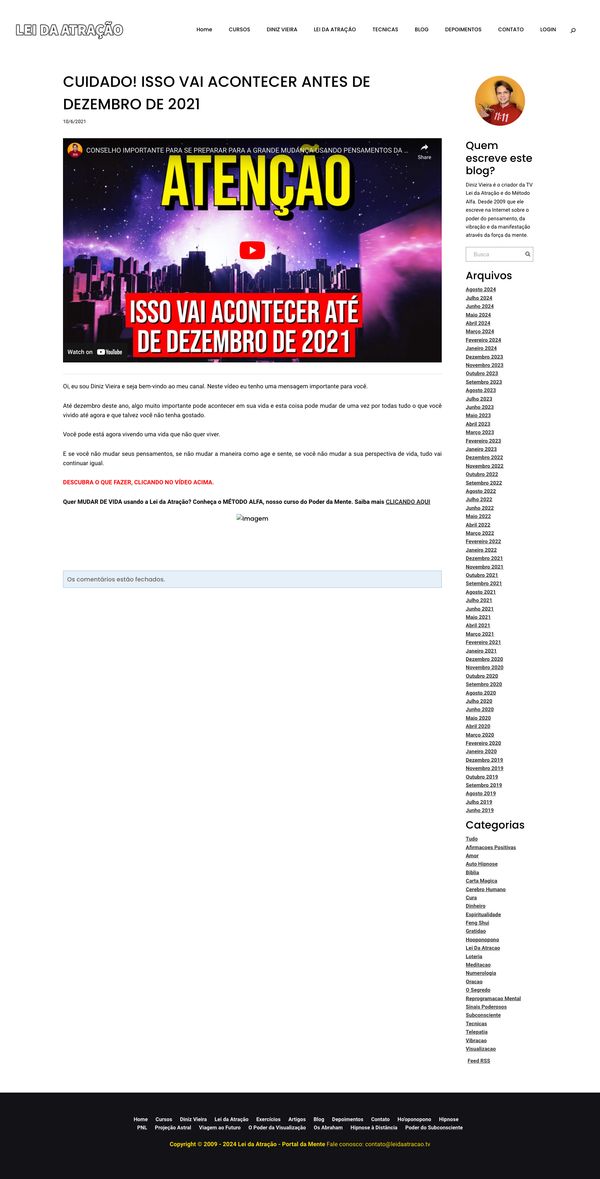 LEI DA ATRAÇÃO
Home CURSOS DINIZ VIEIRA LEI DA ATRAÇÃO TECNICAS BLOG DEPOIMENTOS CONTATO LOGIN
CUIDADO! ISSO VAI ACONTECER ANTES DE
DEZEMBRO DE 2021
10/6/2021
CONSELHO IMPORTANTE PARA SE PREPARAR PARA A GRANDE MUDANÇA USANDO PENSAMENTOS DA ...
Share
ATENÇÃO
ISSO VAI ACONTECER ATÉ
DE DEZEMBRO DE 2021
Watch on YouTube
Oi, eu sou Diniz Vieira e seja bem-vindo ao meu canal. Neste vídeo eu tenho uma mensagem importante para você.
Até dezembro deste ano, algo muito importante pode acontecer em sua vida e esta coisa pode mudar de uma vez por todas tudo o que você
vivido até agora e que talvez você não tenha gostado.
Você pode está agora vivendo uma vida que não quer viver.
E se você não mudar seus pensamentos, se não mudar a maneira como age e sente, se você não mudar a sua perspectiva de vida, tudo vai
continuar igual.
DESCUBRA O QUE FAZER, CLICANDO NO VÍDEO ACIMA.
Quer MUDAR DE VIDA usando a Lei da Atração? Conheça o MÉTODO ALFA, nosso curso do Poder da Mente. Saiba mais CLICANDO AQUI
imagem
Os comentários estão fechados.
11:11
Quem
escreve este
blog?
Diniz Vieira é o criador da TV
Lei da Atração e do Método
Alfa. Desde 2009 que ele
escreve na Internet sobre o
poder do pensamento, da
vibração e da manifestação
através da força da mente.
Busca
Arquivos
Agosto 2024
Julho 2024
Junho 2024
Maio 2024
Abril 2024
Março 2024
Fevereiro 2024
Janeiro 2024
Dezembro 2023
Novembro 2023
Outubro 2023
Setembro 2023
Agosto 2023
Julho 2023
Junho 2023
Maio 2023
Abril 2023
Março 2023
Fevereiro 2023
Janeiro 2023
Dezembro 2022
Novembro 2022
Outubro 2022
Setembro 2022
Agosto 2022
Julho 2022
Junho 2022
Maio 2022
Abril 2022
Março 2022
Fevereiro 2022
Janeiro 2022
Dezembro 2021
Novembro 2021
Outubro 2021
Setembro 2021
Agosto 2021
Julho 2021
Junho 2021
Maio 2021
Abril 2021
Março 2021
Fevereiro 2021
Janeiro 2021
Dezembro 2020
Novembro 2020
Outubro 2020
Setembro 2020
Agosto 2020
Julho 2020
Junho 2020
Maio 2020
Abril 2020
Março 2020
Fevereiro 2020
Janeiro 2020
Dezembro 2019
Novembro 2019
Outubro 2019
Setembro 2019
Agosto 2019
Julho 2019
Junho 2019
Categorias
Tudo
Afirmacoes Positivas
Amor
Auto Hipnose
Biblia
Carta Magica
Cerebro Humano
Cura
Dinheiro
Espiritualidade
Feng Shui
Gratidao
Hooponopono
Lei Da Atracao
Loteria
Meditacao
Numerologia
Oracao
O Segredo
Reprogramacao Mental
Sinais Poderosos
Subconsciente
Tecnicas
Telepatia
Vibracao
Visualizacao
Feed RSS
Home Cursos Diniz Vieira Lei da Atração Exercícios Artigos Blog Depoimentos Contato Ho'oponopono Hipnose
PNL Projeção Astral Viagem ao Futuro O Poder da Visualização Os Abraham Hipnose à Distância Poder do Subconsciente
Copyright © 2009 - 2024 Lei da Atração - Portal da Mente Fale conosco: contato@leidaatracao.tv